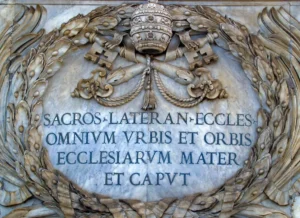 SACROS · LATERAN · ECCLES ·
OMNIVM VRBIS ET ORBIS
ECCLESIARVM MATER
ET CAPVT